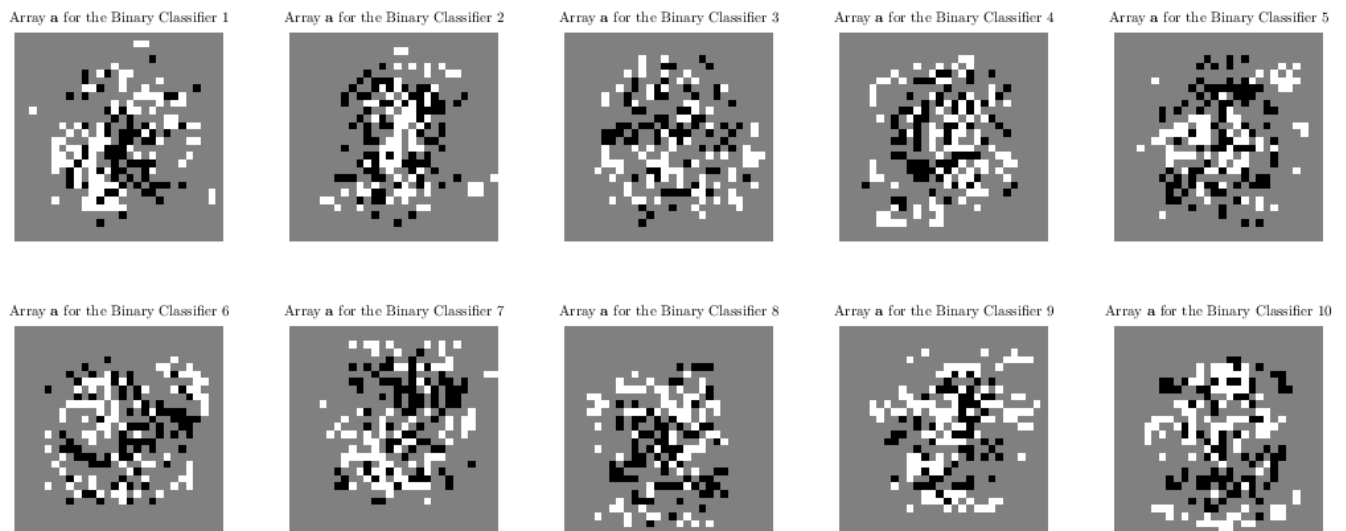 Array a for the Binary Classifier 1
Array a for the Binary Classifier 2
Array a for the Binary Classifier 3
Array a for the Binary Classifier 4
Array a for the Binary Classifier 5
Array a for the Binary Classifier 6
Array a for the Binary Classifier 7
Array a for the Binary Classifier 8
Array a for the Binary Classifier 9
Array a for the Binary Classifier 10